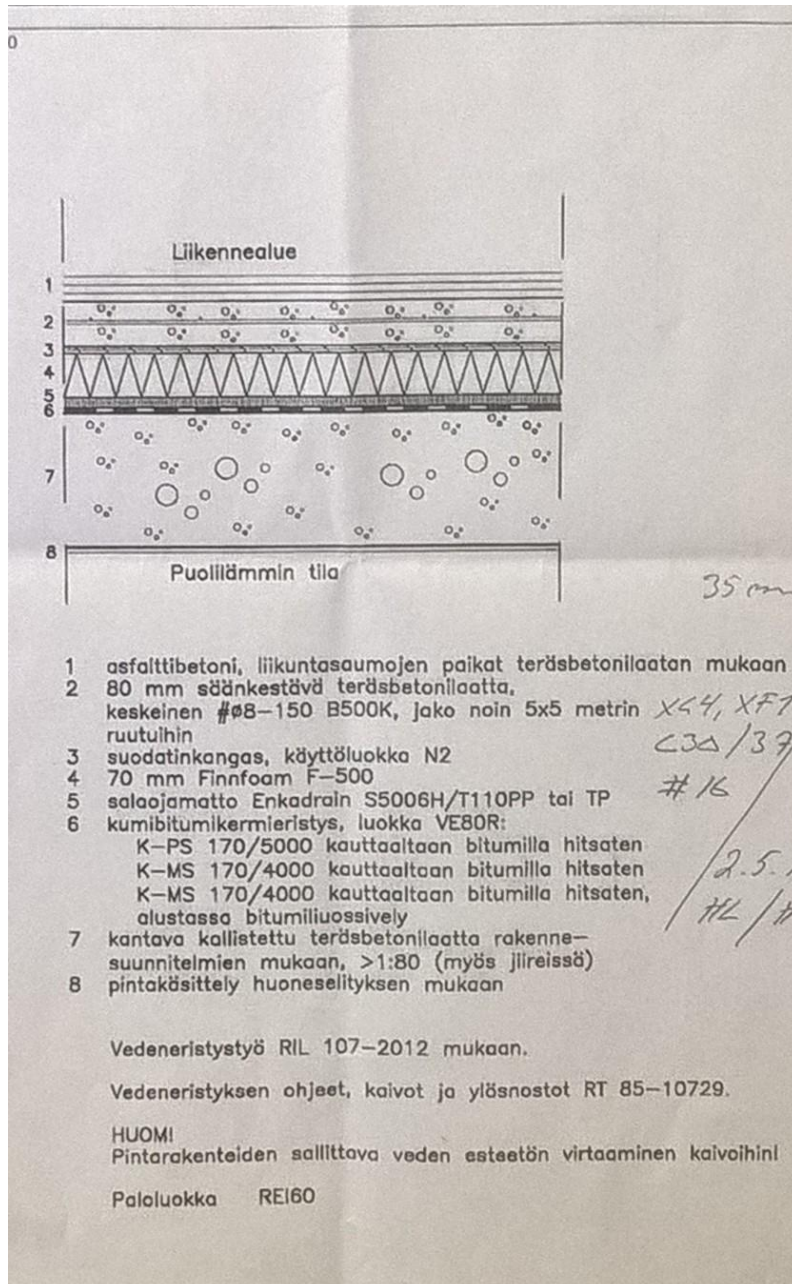 0
Liikennealue
1
2
3
4
5
6
7
8
Puolilämmin tila
35 mm
1 asfalttibetoni, liikuntasaumojen paikat teräsbetonilaatan mukaan
2 80 mm säänkestävä teräsbetonilaatta,
keskeinen #ø8-150 B500K, jako noin 5x5 metrin XC4, XF1
ruutuihin
C30/37
3 suodatinkangas, käyttöluokka N2
4 70 mm Finnfoam F-500
# 16
5 salaojamatto Enkadrain S5006H/T110PP tai TP
6 kumibitumikermieristys, luokka VE80R:
K-PS 170/5000 kauttaaltaan bitumilla hitsaten
K-MS 170/4000 kauttaaltaan bitumilla hitsaten
2.5.
K-MS 170/4000 kauttaaltaan bitumilla hitsaten,
alustassa bitumiliuossively
7 kantava kallistettu teräsbetonilaatta rakenne-
suunnitelmien mukaan, >1:80 (myös jiireissä)
8 pintakäsittely huoneselityksen mukaan
Vedeneristystyö RIL 107-2012 mukaan.
Vedeneristyksen ohjeet, kaivot ja ylösnostot RT 85-10729.
HUOM!
Pintarakenteiden sallittava veden esteetön virtaaminen kaivoihin!
Paloluokka REI60